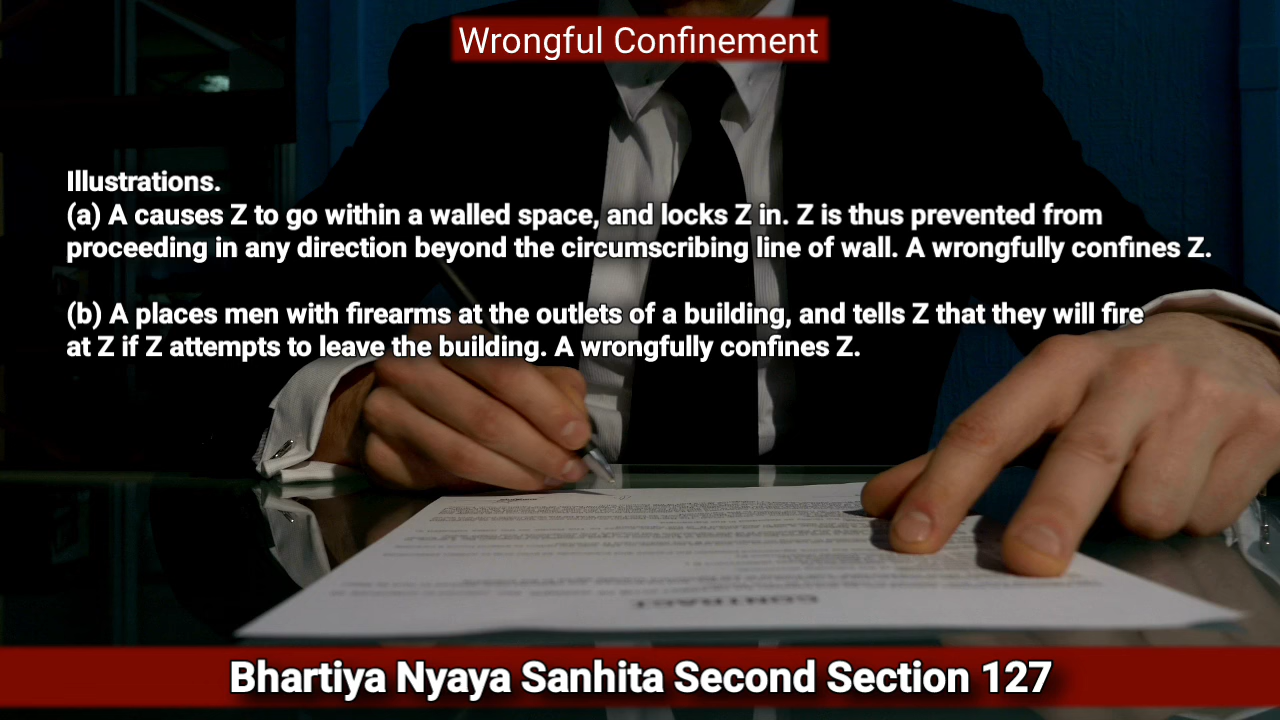 Wrongful Confinement
Illustrations.
(a) A causes Z to go within a walled space, and locks Z in. Z is thus prevented from
proceeding in any direction beyond the circumscribing line of wall. A wrongfully confines Z.
(b) A places men with firearms at the outlets of a building, and tells Z that they will fire
at Z if Z attempts to leave the building. A wrongfully confines Z.
CONTRACT
Bhartiya Nyaya Sanhita Second Section 127